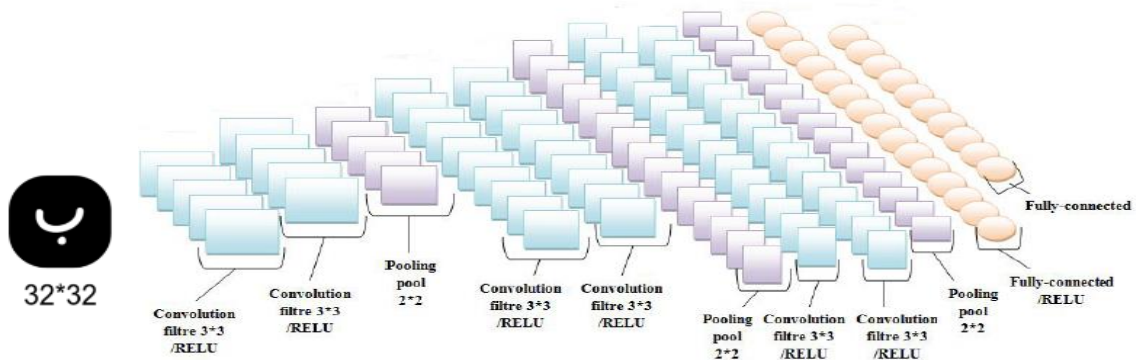 ب
32*32
Convolution
filtre 3*3
/RELU
Convolution
filtre 3*3
/RELU
Pooling
pool
2*2
Convolution
filtre 3*3
/RELU
Convolution
filtre 3*3
/RELU
Pooling
pool
2*2
Convolution
filtre 3*3
/RELU
Convolution
filtre 3*3
/RELU
Pooling
pool
2*2
Fully-connected
/RELU
Fully-connected